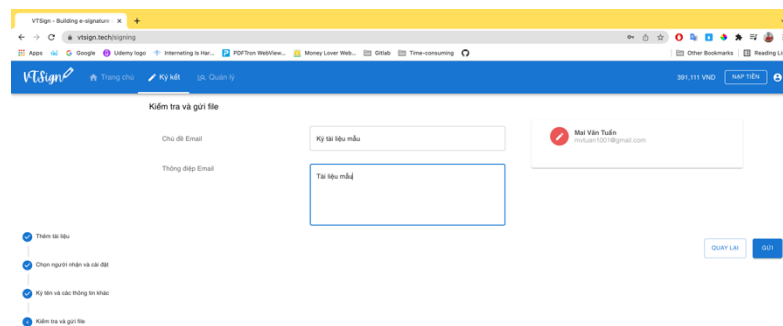 VTSign - Building e-signature
vtsign.tech/signing
Apps
Google
Udemy logo
Interneting Is Har...
PDFTron WebView...
Money Lover Web...
Gitlab
Time-consuming
Other Bookmarks
Reading Li
VTSign
Trang chủ
Ký kết
Quản lý
391,111 VND
NẠP TIỀN
Kiểm tra và gửi file
Chủ đề Email
Ký tài liệu mẫu
Mai Văn Tuấn
mvtuan1001@gmail.com
Thông điệp Email
Tài liệu mẫu
Thêm tài liệu
QUAY LẠI
GỬI
Chọn người nhận và cài đặt
Ký tên và các thông tin khác
Kiểm tra và gửi file